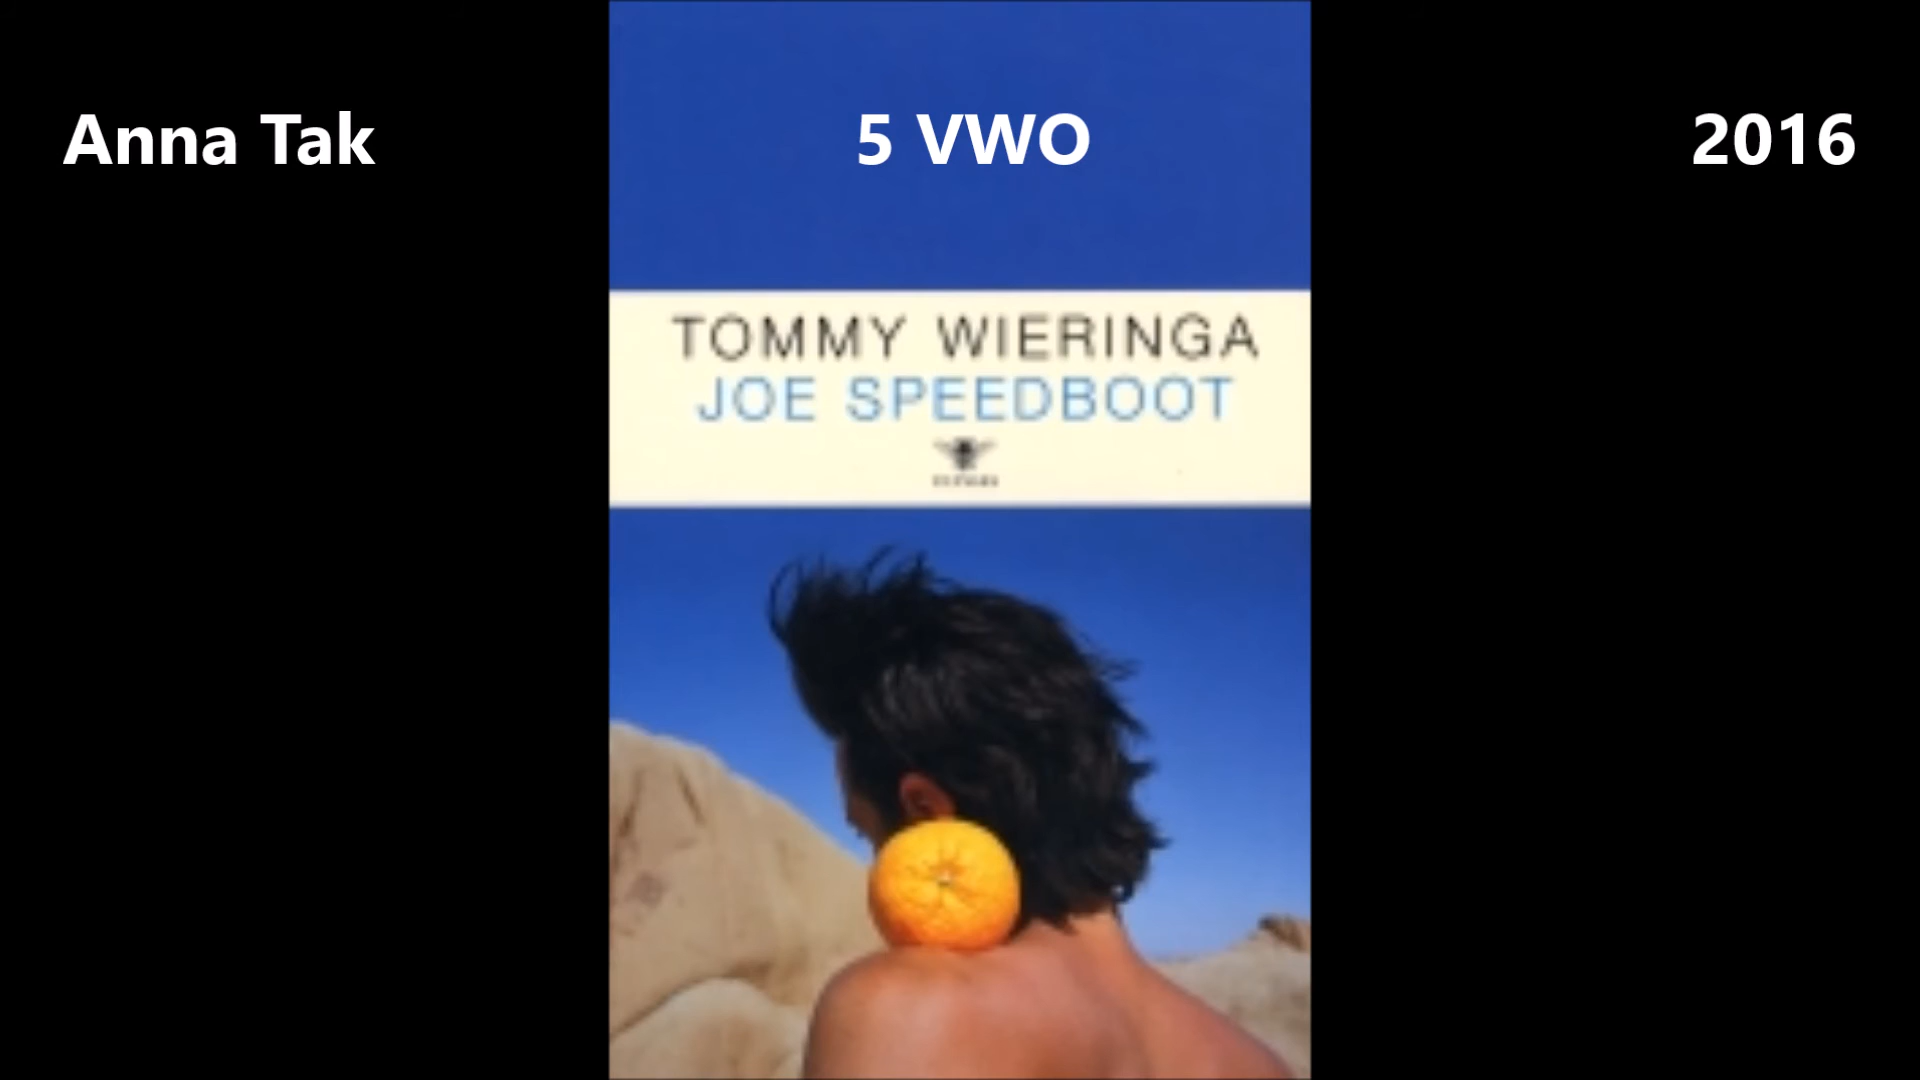 Anna Tak
5 VWO
2016
TOMMY WIERINGA
JOE SPEEDBOOT